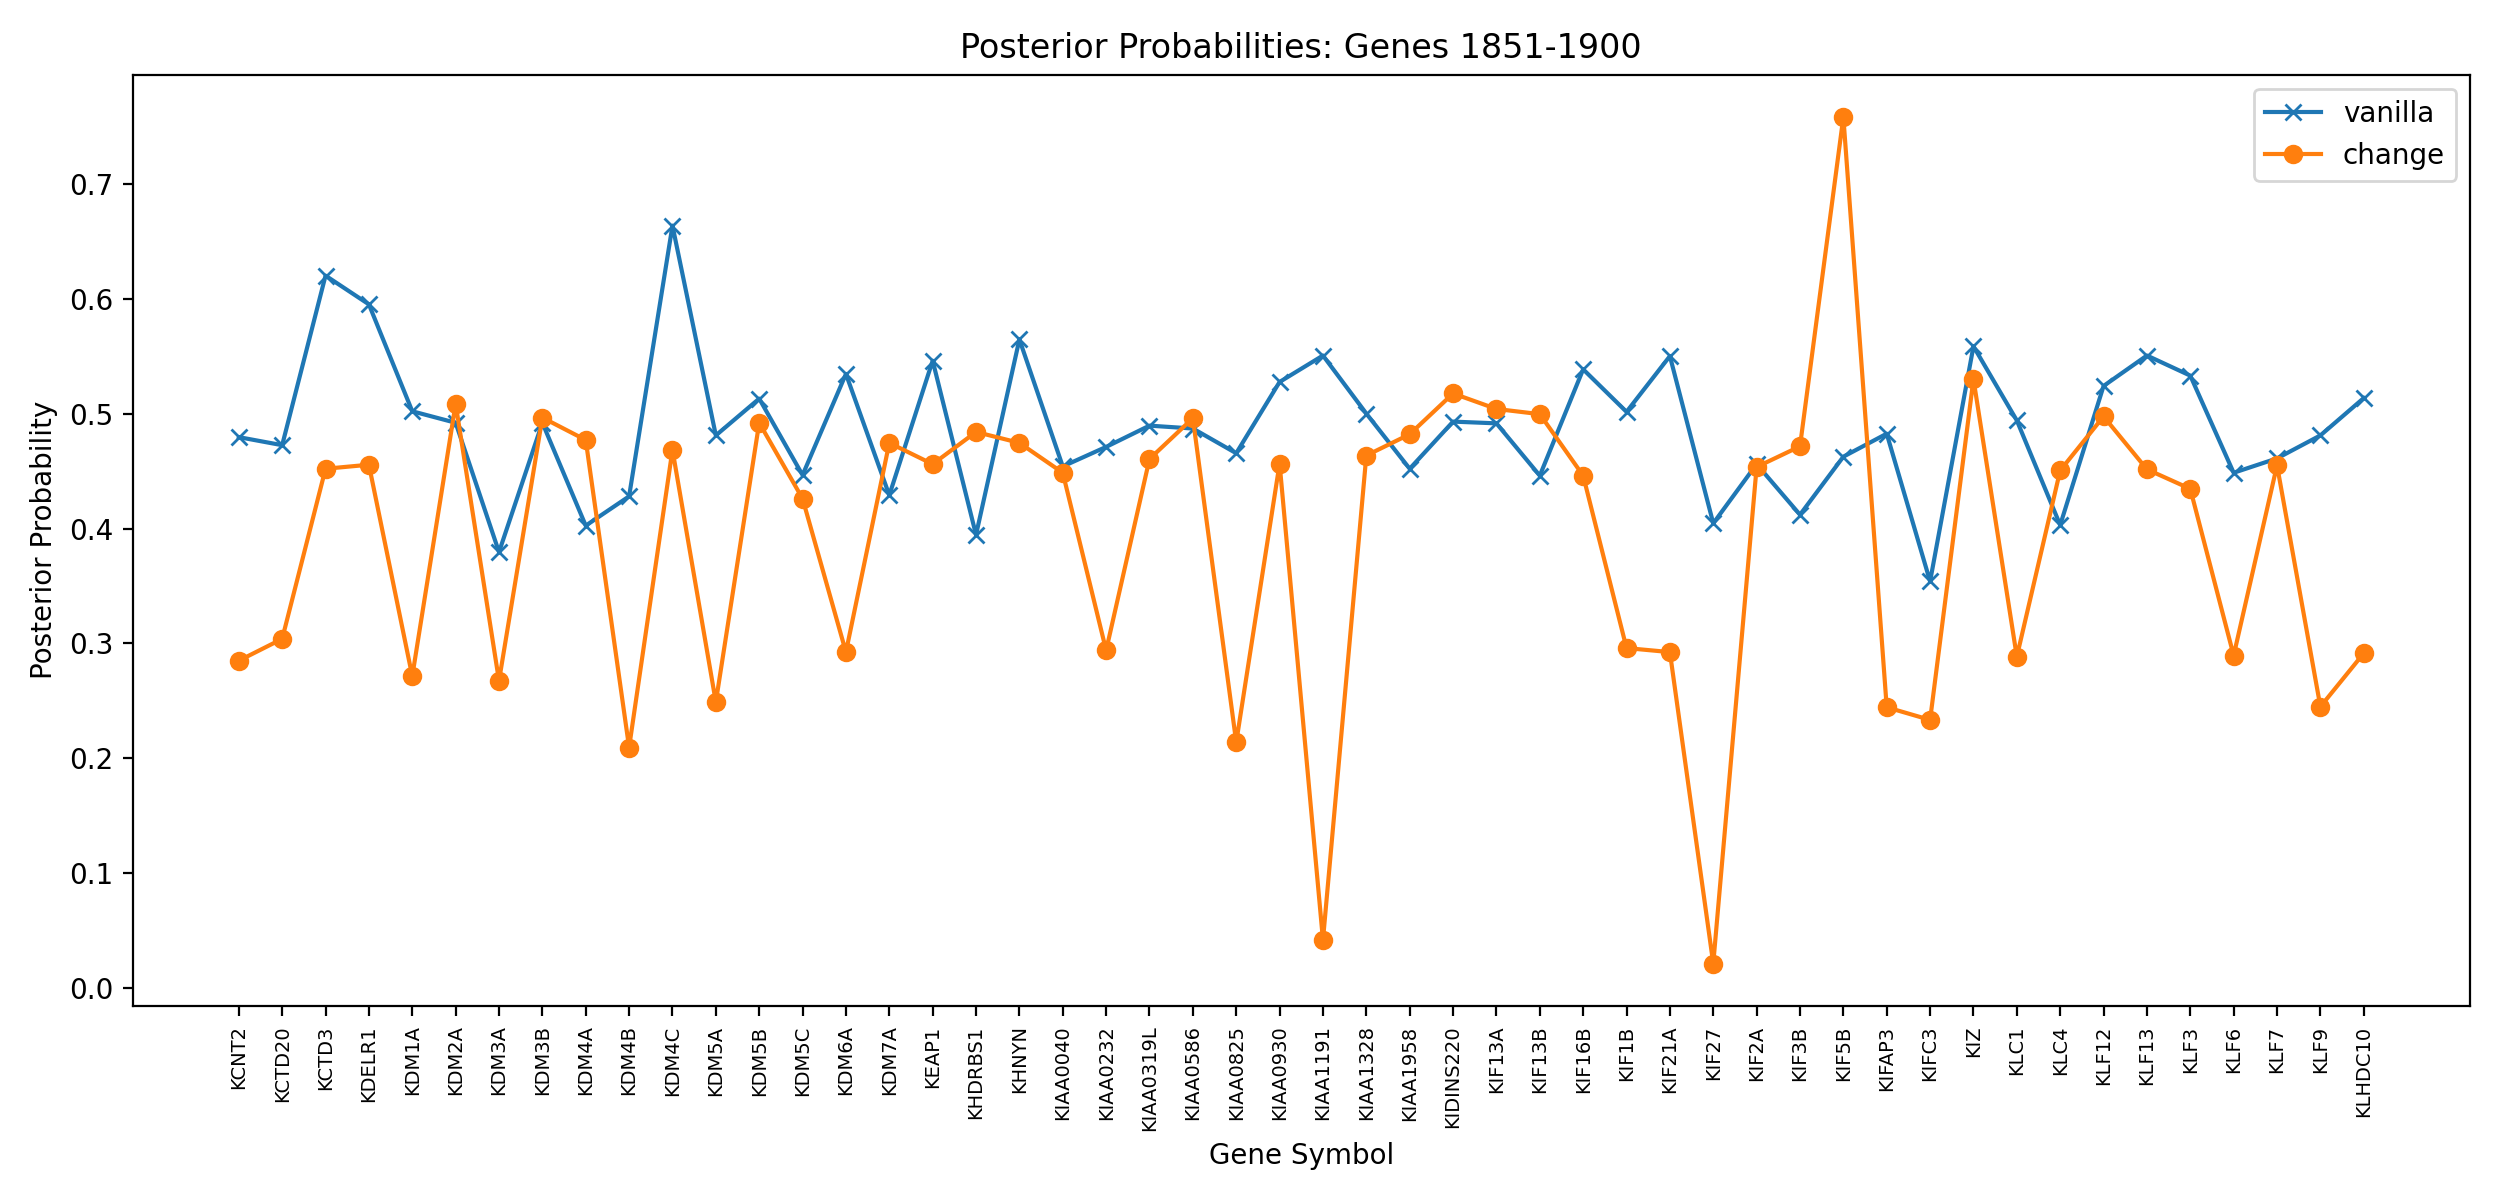 Posterior Probabilities: Genes 1851-1900
vanilla
change
Posterior Probability
0.7
0.6
0.5
0.4
0.3
0.2
0.1
0.0
KCNT2
KCTD20
KCTD3
KDELR1
KDM1A
KDM2A
KDM3A
KDM3B
KDM4A
KDM4B
KDM4C
KDM5A
KDM5B
KDM5C
KDM6A
KDM7A
KEAP1
KHDRBS1
KHNYN
KIAA0040
KIAA0232
KIAA0319L
KIAA0586
KIAA0825
KIAA0930
KIAA1191
KIAA1328
KIAA1958
KIDINS220
KIF13A
KIF13B
KIF16B
KIF1B
KIF21A
KIF27
KIF2A
KIF3B
KIF5B
KIFAP3
KIFC3
KIZ
KLC1
KLC4
KLF12
KLF13
KLF3
KLF6
KLF7
KLF9
KLHDC10
Gene Symbol